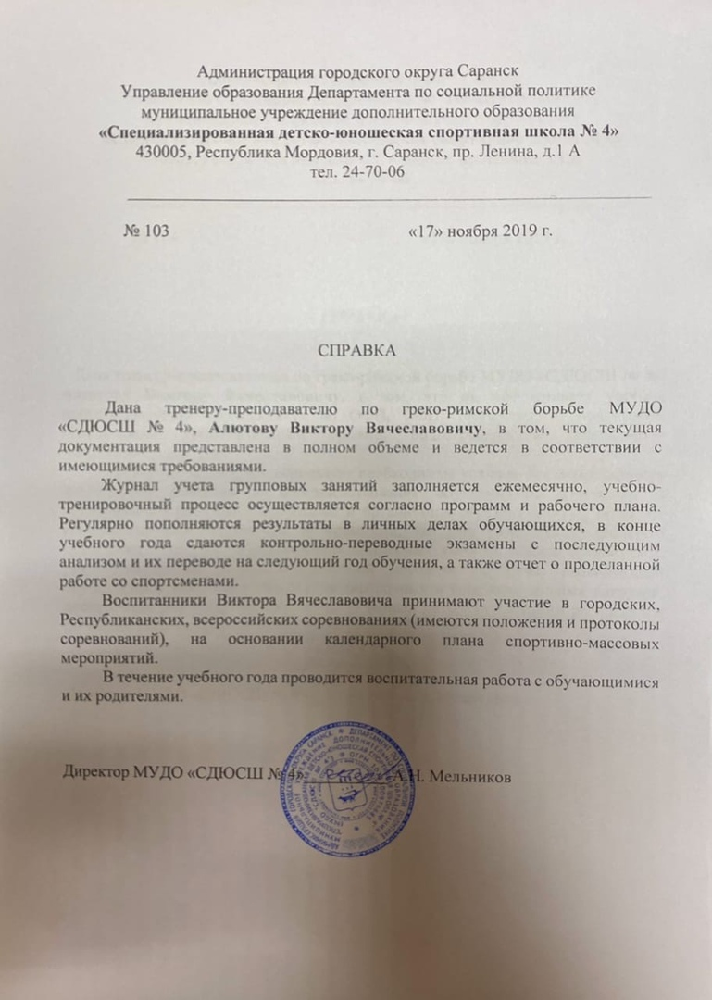 Администрация городского округа Саранск
Управление образования Департамента по социальной политике
муниципальное учреждение дополнительного образования
«Специализированная детско-юношеская спортивная школа № 4»
430005, Республика Мордовия, г. Саранск, пр. Ленина, д.1 А
тел. 24-70-06
№ 103 «17» ноября 2019 г.
СПРАВКА
Дана тренеру-преподавателю по греко-римской борьбе МУДО
«СДЮСШ № 4», Алютову Виктору Вячеславовичу, в том, что текущая
документация представлена в полном объеме и ведется в соответствии с
имеющимися требованиями.
Журнал учета групповых занятий заполняется ежемесячно, учебно-
тренировочный процесс осуществляется согласно программ и рабочего плана.
Регулярно пополняются результаты в личных делах обучающихся, в конце
учебного года сдаются контрольно-переводные экзамены с последующим
анализом и их переводе на следующий год обучения, а также отчет о проделанной
работе со спортсменами.
Воспитанники Виктора Вячеславовича принимают участие в городских,
Республиканских, всероссийских соревнованиях (имеются положения и протоколы
соревнований), на основании календарного плана спортивно-массовых
мероприятий.
В течение учебного года проводится воспитательная работа с обучающимися
и их родителями.
Директор МУДО «СДЮСШ № 4» А.Н. Мельников